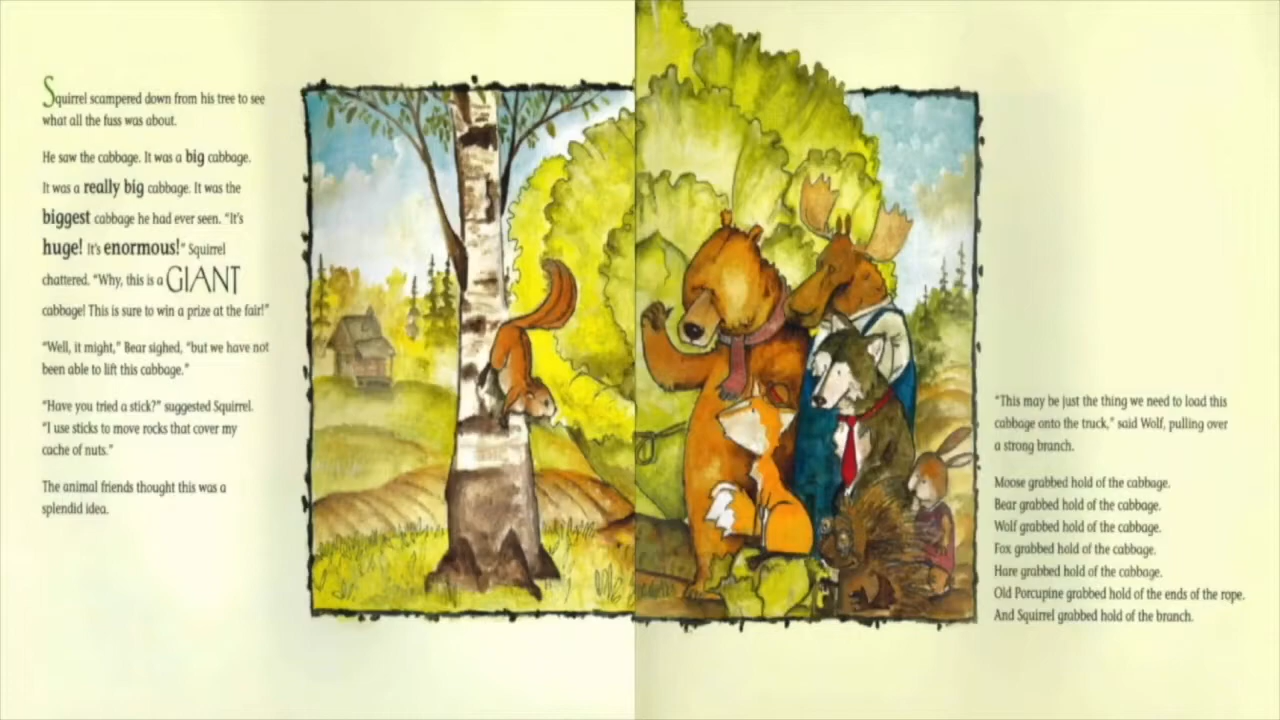 Squirrel scampered down from his tree to see
what all the fuss was about.
He saw the cabbage. It was a big cabbage.
It was a really big cabbage. It was the
biggest cabbage he had ever seen. “It’s
huge! It’s enormous!” Squirrel
chattered. “Why, this is a GIANT
cabbage! This is sure to win a prize at the fair!”
“Well, it might,” Bear sighed, “but we have not
been able to lift this cabbage.”
“Have you tried a stick?” suggested Squirrel.
“I use sticks to move rocks that cover my
cache of nuts.”
The animal friends thought this was a
splendid idea.
“This may be just the thing we need to load this
cabbage onto the truck,” said Wolf, pulling over
a strong branch.
Moose grabbed hold of the cabbage.
Bear grabbed hold of the cabbage.
Wolf grabbed hold of the cabbage.
Fox grabbed hold of the cabbage.
Hare grabbed hold of the cabbage.
Old Porcupine grabbed hold of the ends of the rope.
And Squirrel grabbed hold of the branch.